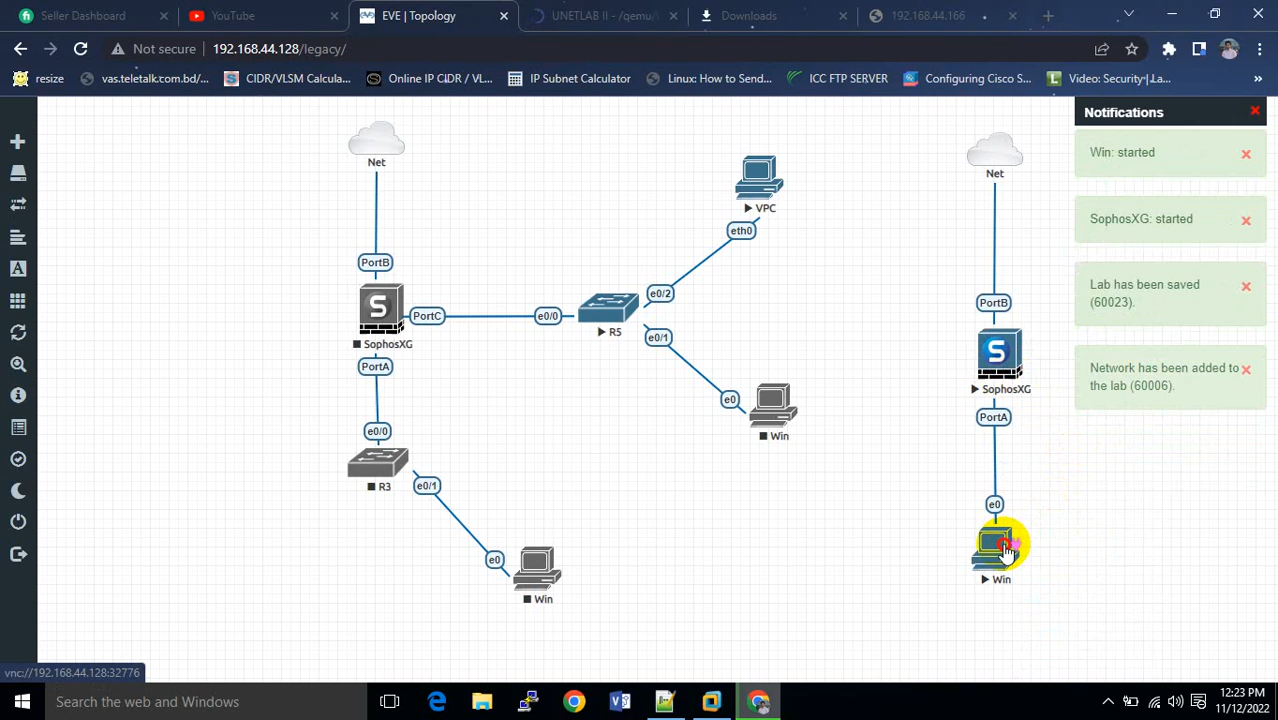 Seller Dashboard
YouTube
EVE | Topology
UNETLAB II - /qemu/
Downloads
192.168.44.166
Not secure
192.168.44.128/legacy/
resize
vas.teletalk.com.bd/...
CIDR/VLSM Calcula...
Online IP CIDR / VL...
IP Subnet Calculator
Linux: How to Send...
ICC FTP SERVER
Configuring Cisco S...
Video: Security-| La...
Net
PortB
S
SophosXG
PortC
PortA
e0/0
R3
e0/1
e0
Win
e0/0
R5
e0/2
eth0
VPC
e0/1
e0
Win
Net
PortB
S
SophosXG
PortA
e0
Win
Notifications
Win: started
SophosXG: started
Lab has been saved
(60023).
Network has been added to
the lab (60006).
vnc://192.168.44.128:32776
Search the web and Windows
12:23 PM
11/12/2022